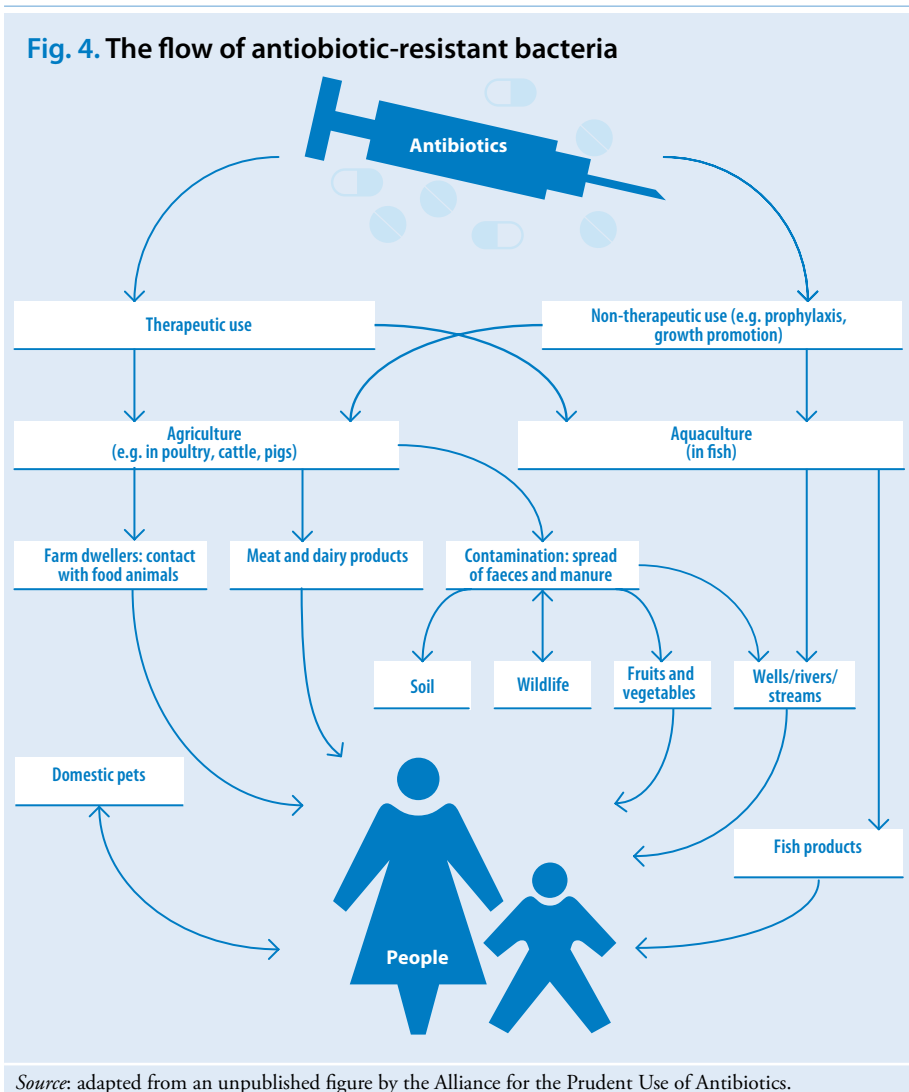 Fig. 4. The flow of antiobiotic-resistant bacteria
Antibiotics
Therapeutic use
Non-therapeutic use (e.g. prophylaxis,
growth promotion)
Agriculture
(e.g. in poultry, cattle, pigs)
Aquaculture
(in fish)
Farm dwellers: contact
with food animals
Meat and dairy products
Contamination: spread
of faeces and manure
Soil
Wildlife
Fruits and
vegetables
Wells/rivers/
streams
Domestic pets
Fish products
People
Source: adapted from an unpublished figure by the Alliance for the Prudent Use of Antibiotics.